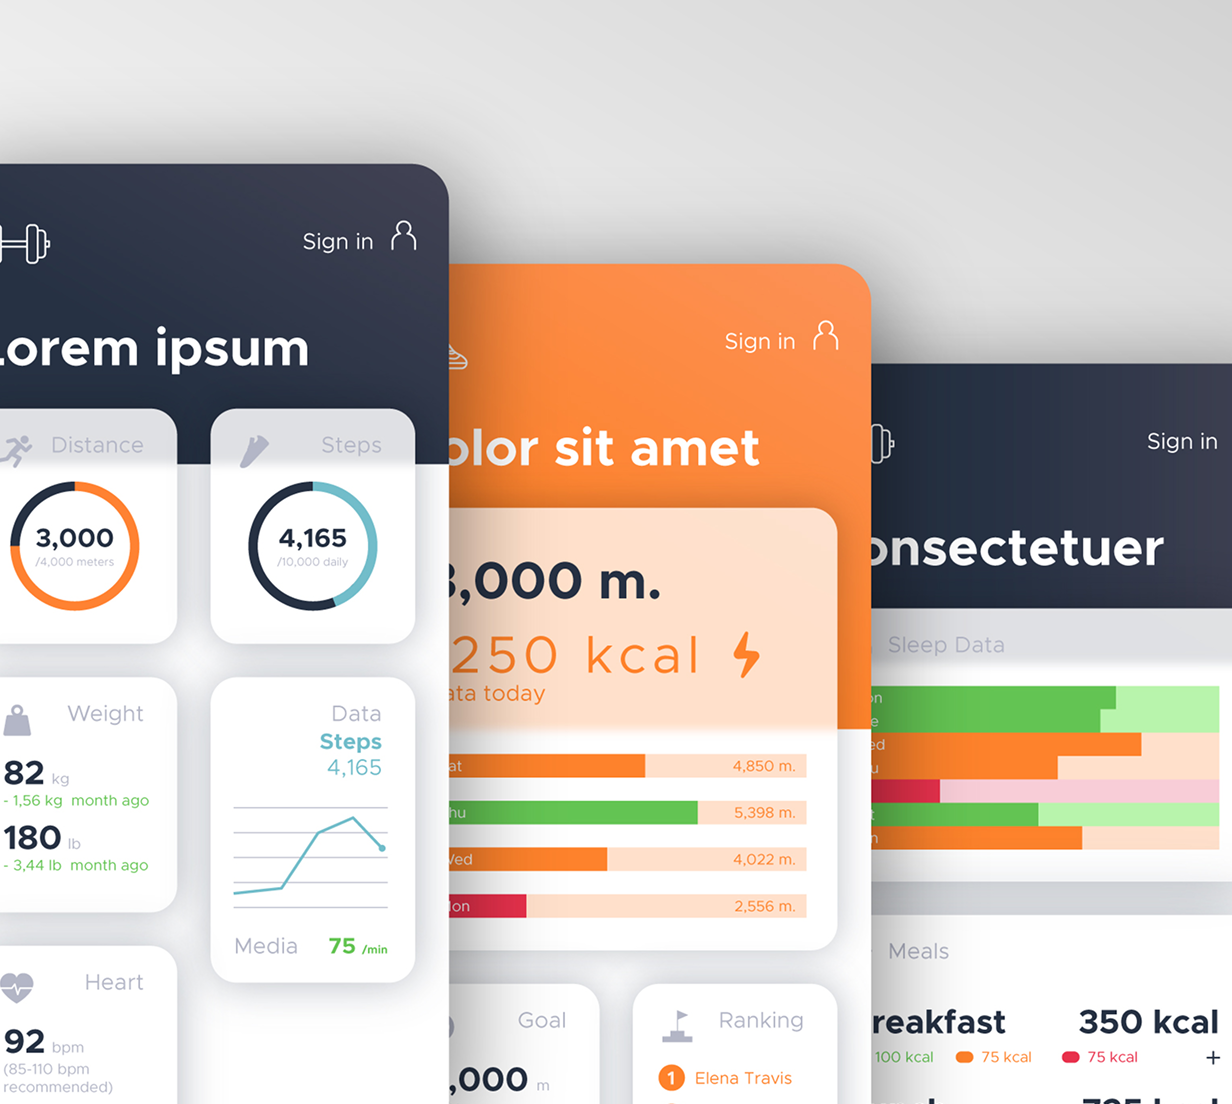 Sign in
Lorem ipsum
Distance
3,000
/4,000 meters
Steps
4,165
/10,000 daily
Weight
82 kg
- 1,56 kg month ago
180 lb
- 3,44 lb month ago
Data
Steps
4,165
Media 75 /min
Heart
92 bpm
(85-110 bpm
recommended)
Sign in
olor sit amet
,000 m.
250 kcal
ata today
at 4,850 m.
hu 5,398 m.
Wed 4,022 m.
on 2,556 m.
Goal
,000 m
Ranking
1 Elena Travis
Sign in
onsectetuer
Sleep Data
on
e
ed
u
t
n
Meals
reakfast 350 kcal
100 kcal 75 kcal 75 kcal +